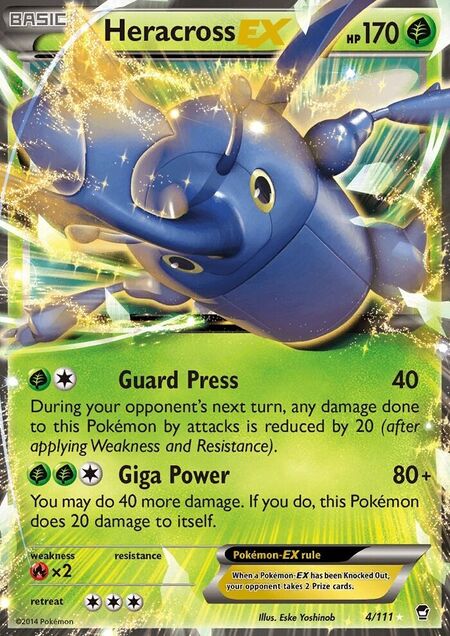 BASIC Heracross EX HP 170
Guard Press 40
During your opponent's next turn, any damage done
to this Pokémon by attacks is reduced by 20 (after
applying Weakness and Resistance).
Giga Power 80+
You may do 40 more damage. If you do, this Pokémon
does 20 damage to itself.
weakness resistance
×2
Pokémon-EX rule
When a Pokémon-EX has been Knocked Out,
your opponent takes 2 Prize cards.
retreat
©2014 Pokémon Illus. Eske Yoshinob 4/111